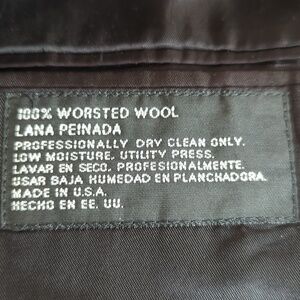 100% WORSTED WOOL
LANA PEINADA
PROFESSIONALLY DRY CLEAN ONLY.
LOW MOISTURE, UTILITY PRESS.
LAVAR EN SECO, PROFESIONALMENTE.
USAR BAJA HUMEDAD EN PLANCHADORA.
MADE IN U.S.A.
HECHO EN EE. UU.